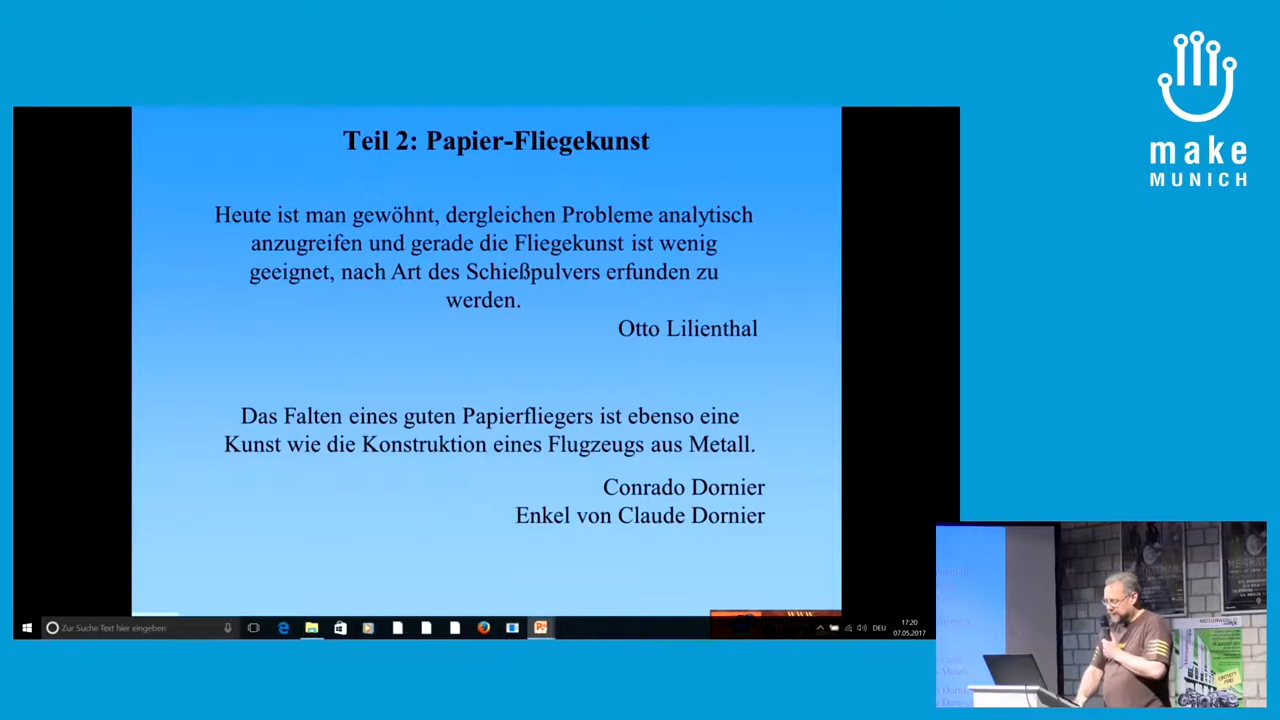 make
MUNICH
Teil 2: Papier-Fliegekunst
Heute ist man gewöhnt, dergleichen Probleme analytisch
anzugreifen und gerade die Fliegekunst ist wenig
geeignet, nach Art des Schießpulvers erfunden zu
werden.
Otto Lilienthal
Das Falten eines guten Papierfliegers ist ebenso eine
Kunst wie die Konstruktion eines Flugzeugs aus Metall.
Conrado Dornier
Enkel von Claude Dornier
www
Zur Suche Text hier eingeben
DEU
17:20
07.05.2017
EINTRITT
FREI